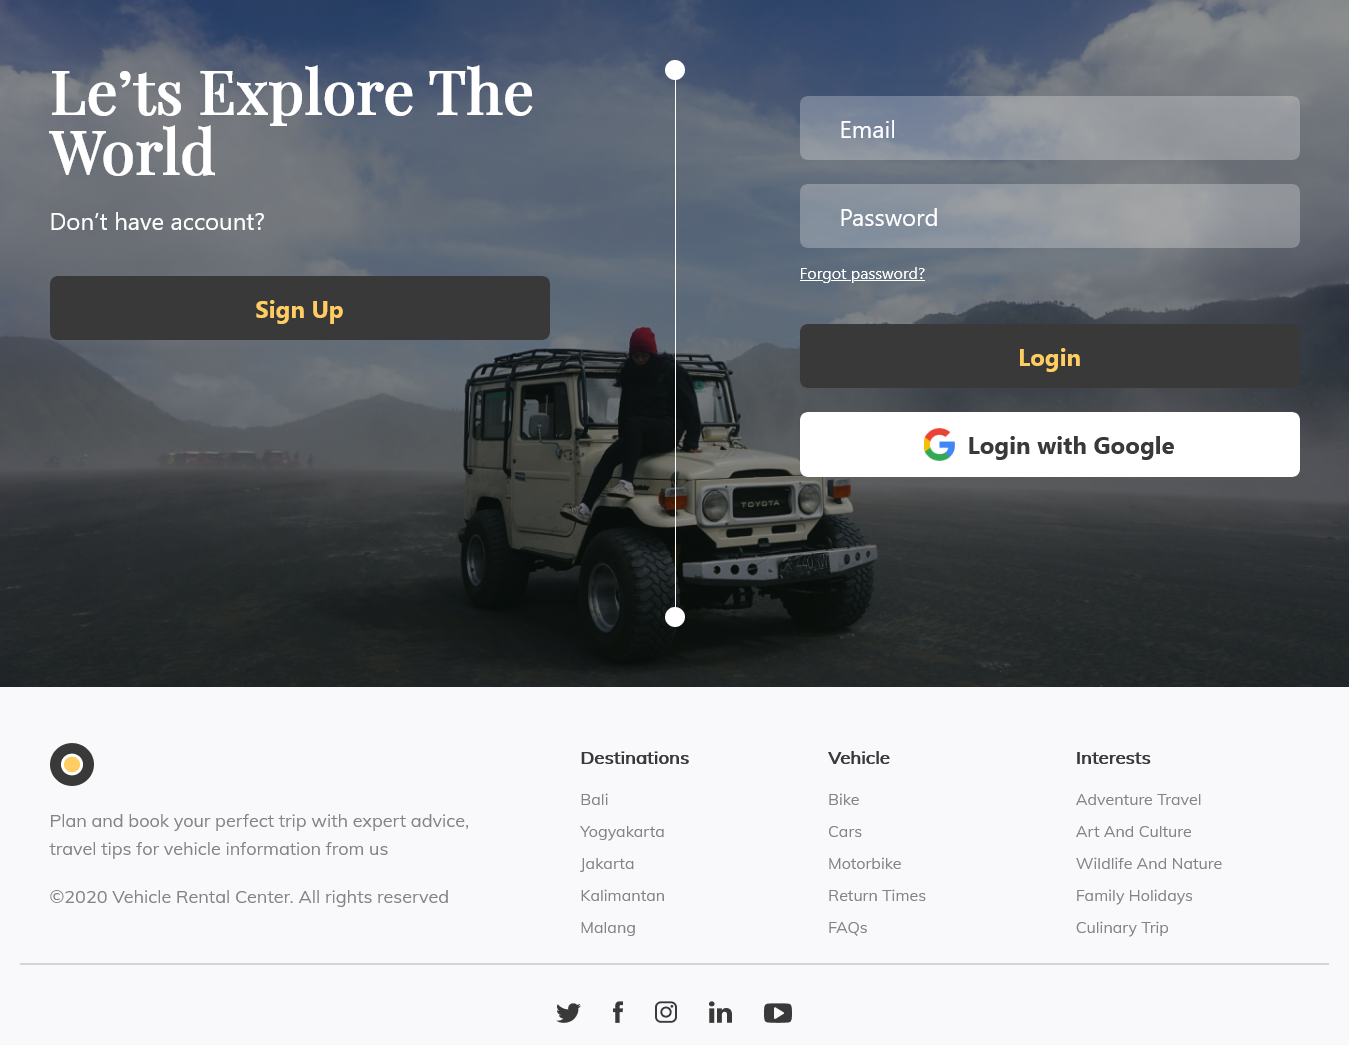 Le’ts Explore The
World
Don’t have account?
Sign Up
Email
Password
Forgot password?
Login
Login with Google
TOYOTA
Plan and book your perfect trip with expert advice,
travel tips for vehicle information from us
©2020 Vehicle Rental Center. All rights reserved
Destinations
Bali
Yogyakarta
Jakarta
Kalimantan
Malang
Vehicle
Bike
Cars
Motorbike
Return Times
FAQs
Interests
Adventure Travel
Art And Culture
Wildlife And Nature
Family Holidays
Culinary Trip